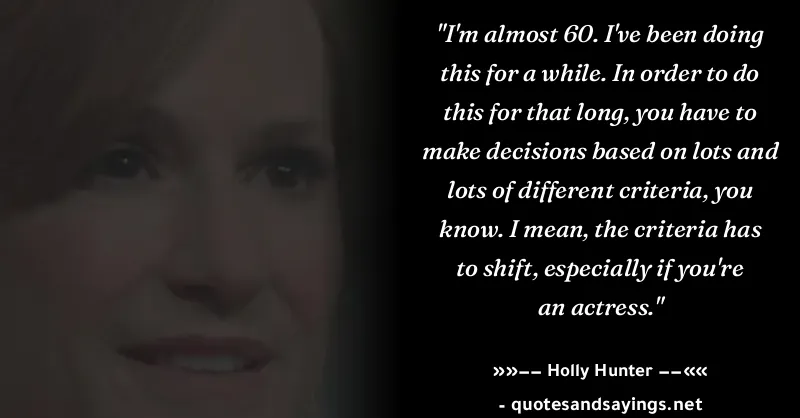 "I'm almost 60. I've been doing
this for a while. In order to do
this for that long, you have to
make decisions based on lots and
lots of different criteria, you
know. I mean, the criteria has
to shift, especially if you're
an actress."
»»−− Holly Hunter −−««
- quotesandsayings.net